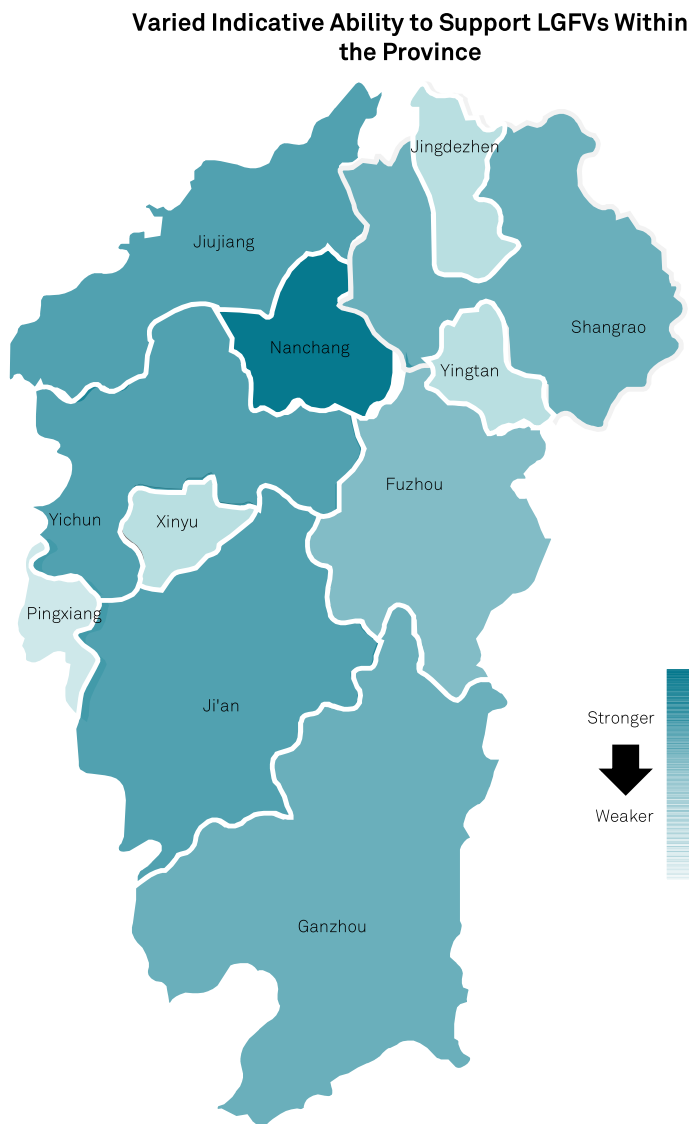 Varied Indicative Ability to Support LGFVs Within
the Province
Jingdezhen
Jiujiang
Shangrao
Nanchang
Yingtan
Fuzhou
Yichun
Xinyu
Pingxiang
Ji'an
Stronger
Weaker
Ganzhou